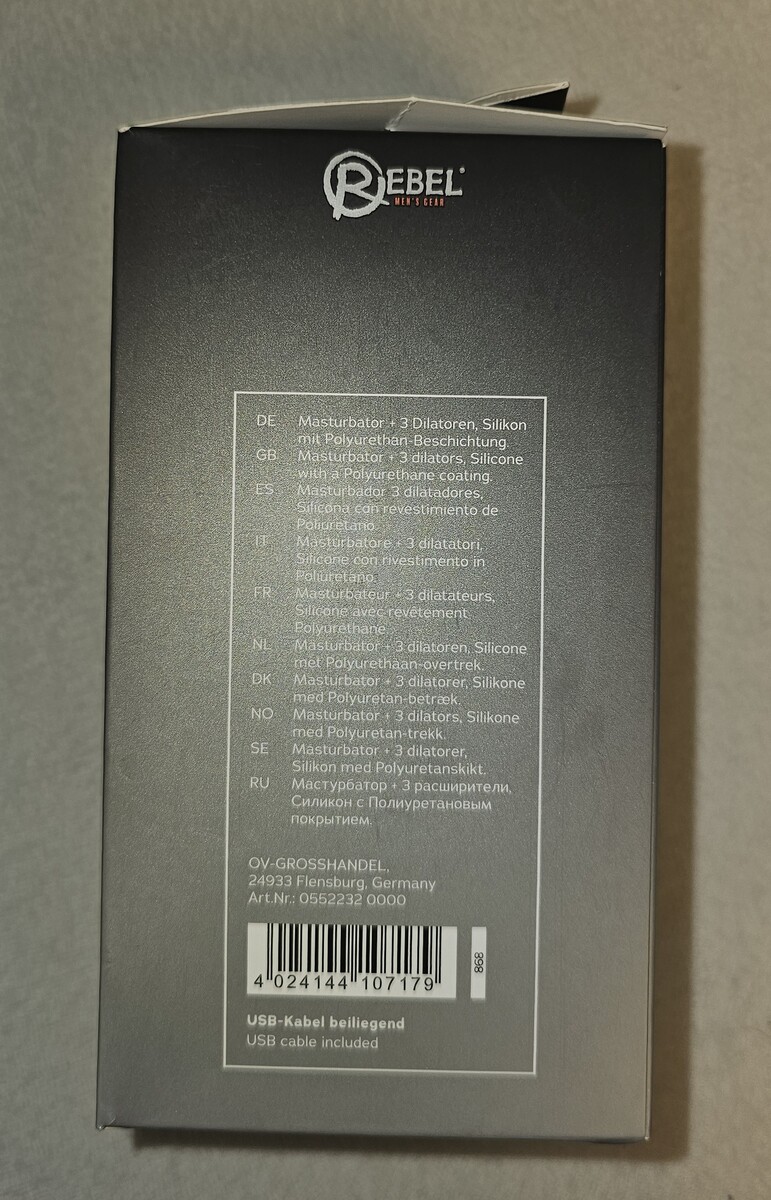 REBEL®
MEN'S GEAR
DE Masturbator + 3 Dilatoren, Silikon
mit Polyurethan-Beschichtung.
GB Masturbator + 3 dilators, Silicone
with a Polyurethane coating.
ES Masturbador 3 dilatadores,
Silicona con revestimiento de
Poliuretano.
IT Masturbatore + 3 dilatatori,
Silicone con rivestimento in
Poliuretano.
FR Masturbateur + 3 dilatateurs,
Silicone avec revêtement
Polyuréthane.
NL Masturbator + 3 dilatoren, Silicone
met Polyurethaan-overtrek.
DK Masturbator + 3 dilatorer, Silikone
med Polyuretan-betræk.
NO Masturbator + 3 dilators, Silikone
med Polyuretan-trekk.
SE Masturbator + 3 dilatorer,
Silikon med Polyuretanskikt.
RU Мастурбатор + 3 расширители,
Силикон с Полиуретановым
покрытием.
OV-GROSSHANDEL,
24933 Flensburg, Germany
Art.Nr.: 0552232 0000
4 024144 107179
868
USB-Kabel beiliegend
USB cable included